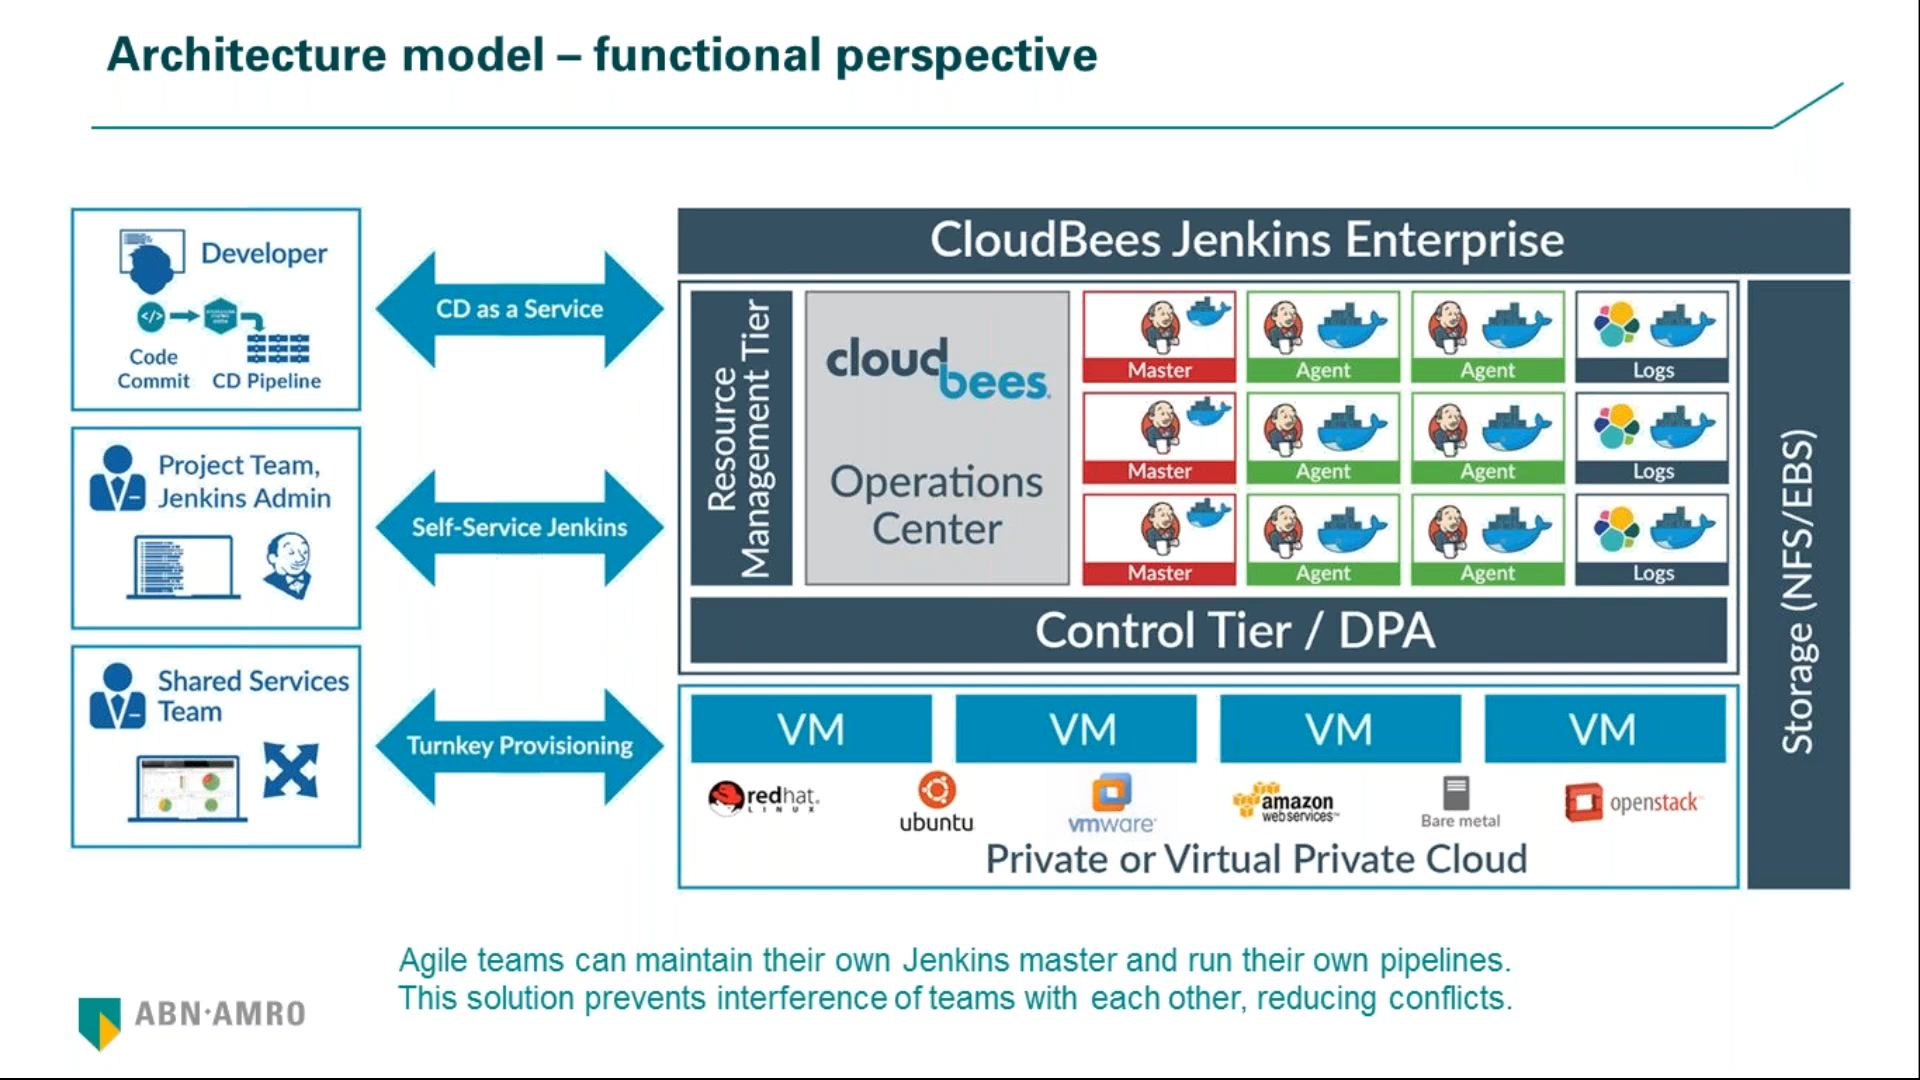 Architecture model – functional perspective
Developer
Code
Commit
CD Pipeline
CD as a Service
Project Team,
Jenkins Admin
Self-Service Jenkins
Shared Services
Team
Turnkey Provisioning
CloudBees Jenkins Enterprise
Resource
Management Tier
cloudbees.
Operations
Center
Master
Agent
Agent
Logs
Master
Agent
Agent
Logs
Master
Agent
Agent
Logs
Control Tier / DPA
Storage (NFS/EBS)
VM
VM
VM
VM
redhat.
LINUX
ubuntu
vmware
amazon
web services™
Bare metal
openstack
Private or Virtual Private Cloud
Agile teams can maintain their own Jenkins master and run their own pipelines.
This solution prevents interference of teams with each other, reducing conflicts.
ABN·AMRO